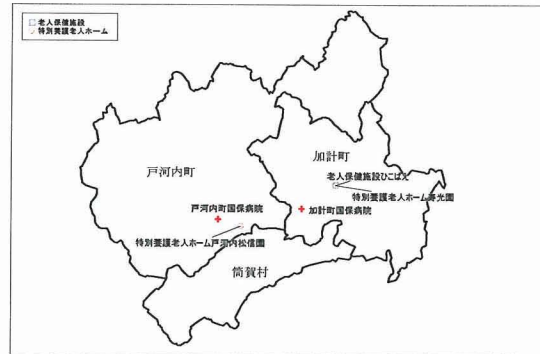 老人保健施設
特別養護老人ホーム
加計町
戸河内町
老人保健施設ひこばえ
特別養護老人ホーム寿光園
戸河内町国保病院
加計町国保病院
特別養護老人ホーム戸河内松信園
筒賀村